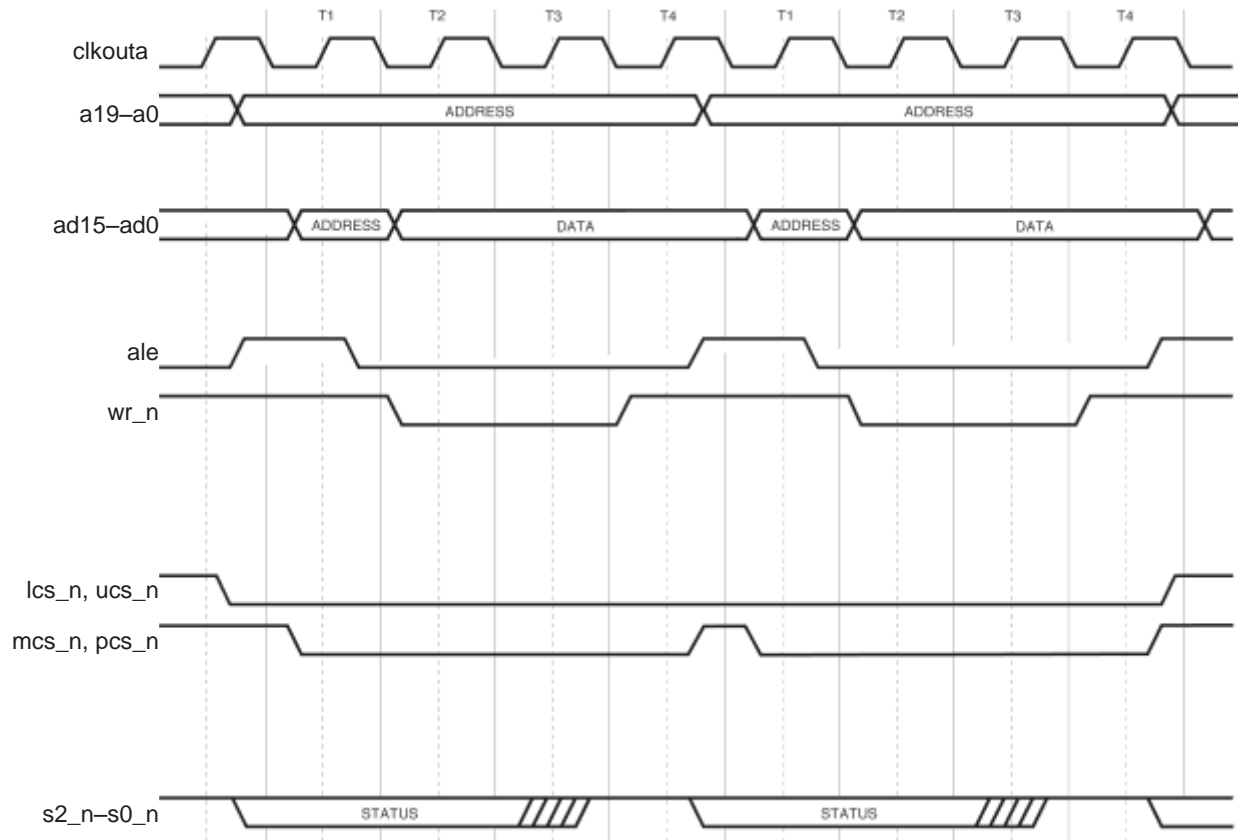 T1 T2 T3 T4 T1 T2 T3 T4
clkouta
a19–a0 ADDRESS ADDRESS
ad15–ad0 ADDRESS DATA ADDRESS DATA
ale
wr_n
lcs_n, ucs_n
mcs_n, pcs_n
s2_n–s0_n STATUS STATUS